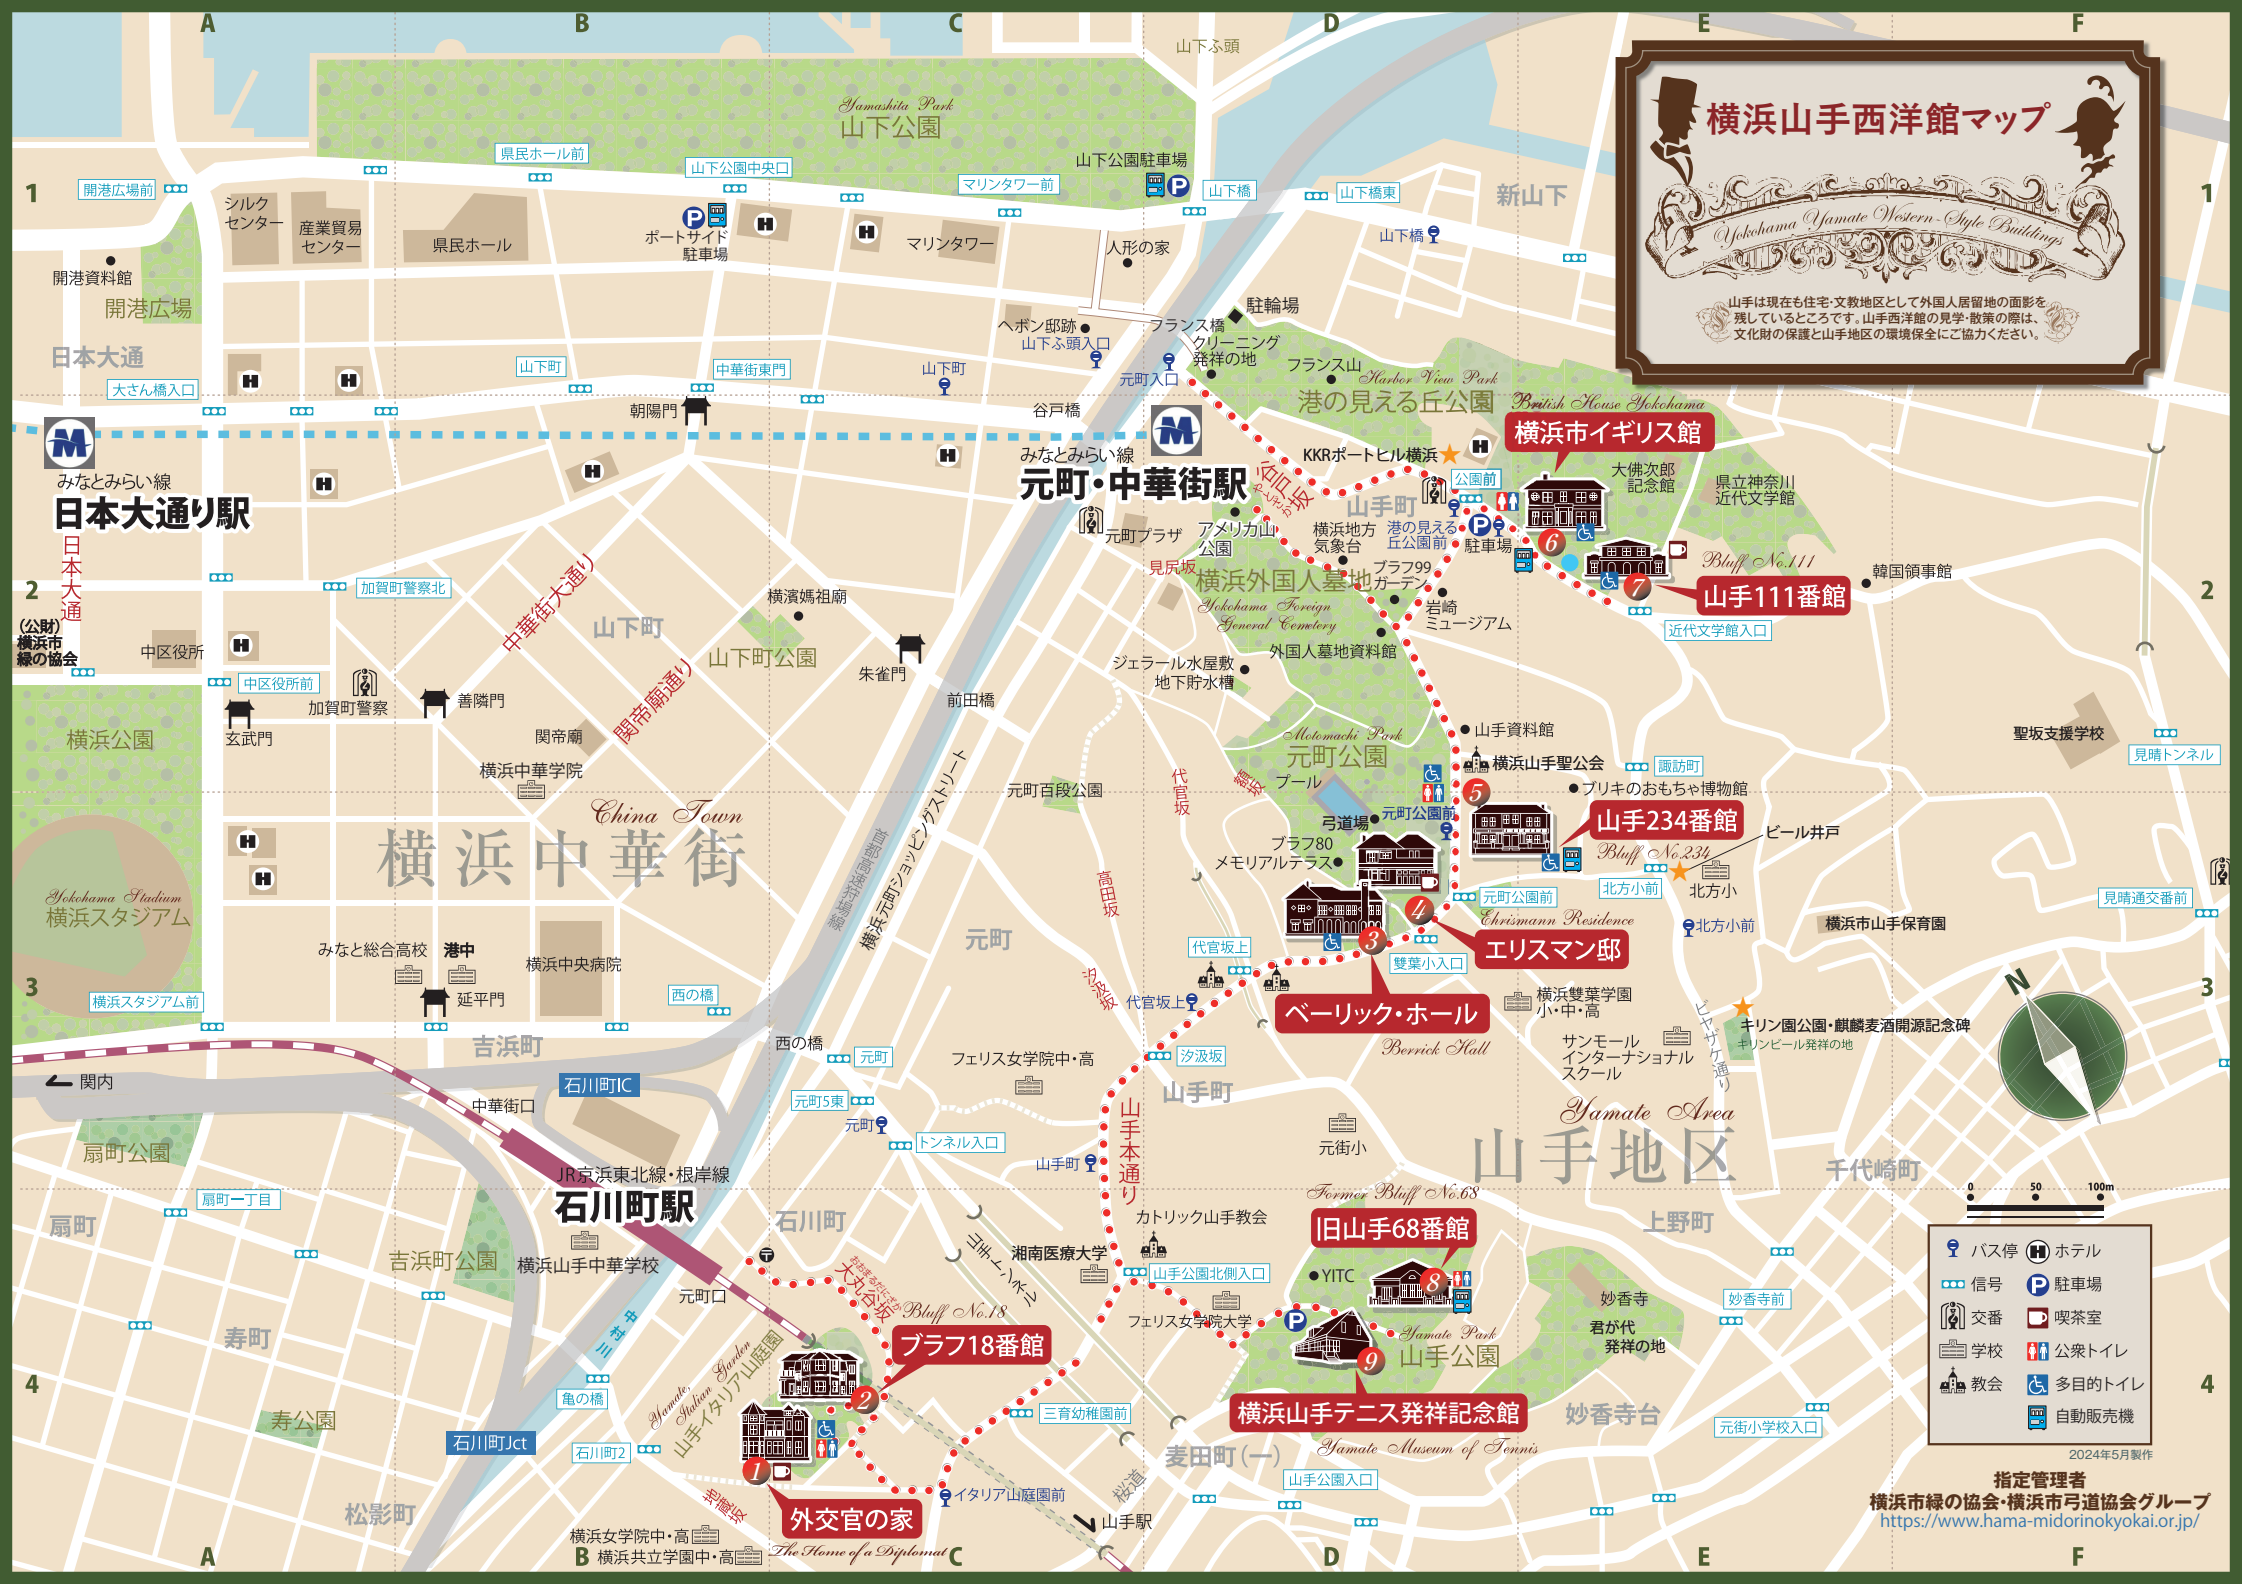 A
B
C
D
E
F
1
1
2
2
3
3
4
4
A
B
C
D
E
F
横浜山手西洋館マップ
Yokohama Yamate Western-Style Buildings
山手は現在も住宅・文教地区として外国人居留地の面影を
残しているところです。山手西洋館の見学・散策の際は、
文化財の保護と山手地区の環境保全にご協力ください。
山下ふ頭
Yamashita Park
山下公園
県民ホール前
山下公園中央口
マリンタワー前
山下公園駐車場
P
山下橋
山下橋東
新山下
山下橋
開港広場前
シルク
センター
産業貿易
センター
県民ホール
P
ポートサイド
駐車場
H
H
マリンタワー
人形の家
開港資料館
開港広場
日本大通
大さん橋入口
H
H
山下町
中華街東門
朝陽門
山下町
ヘボン邸跡
山下ふ頭入口
谷戸橋
フランス橋
駐輪場
クリーニング
発祥の地
元町入口
フランス山
Harbor View Park
港の見える丘公園
British House Yokohama
横浜市イギリス館
みなとみらい線
日本大通り駅
日本大通
H
H
H
みなとみらい線
元町・中華街駅
元町プラザ
谷戸坂
やとざか
KKRポートヒル横浜
H
公園前
山手町
アメリカ山
公園
横浜地方
気象台
港の見える
丘公園前
P
駐車場
大佛次郎
記念館
県立神奈川
近代文学館
6
7
Bluff No.111
山手111番館
近代文学館入口
韓国領事館
見尻坂
横浜外国人墓地
Yokohama Foreign
General Cemetery
ブラフ99
ガーデン
岩崎
ミュージアム
外国人墓地資料館
ジェラール水屋敷
地下貯水槽
加賀町警察北
中華街大通り
山下町
横濱媽祖廟
山下町公園
朱雀門
(公財)
横浜市
緑の協会
中区役所
H
中区役所前
加賀町警察
善隣門
玄武門
関帝廟通り
関帝廟
横浜中華学院
前田橋
横浜公園
China Town
横浜中華街
Yokohama Stadium
横浜スタジアム
H
H
首都高速狩場線
横浜元町ショッピングストリート
元町百段公園
代官坂
額坂
Motomachi Park
元町公園
プール
山手資料館
横浜山手聖公会
諏訪町
ブリキのおもちゃ博物館
5
山手234番館
Bluff No.234
ビール井戸
北方小前
北方小
北方小前
聖坂支援学校
見晴トンネル
見晴通交番前
横浜市山手保育園
弓道場
元町公園前
ブラフ80
メモリアルテラス
高田坂
元町公園前
4
Ehrismann Residence
エリスマン邸
3
雙葉小入口
ベーリック・ホール
Berrick Hall
代官坂上
代官坂上
汐汲坂
元町
みなと総合高校
港中
横浜中央病院
延平門
西の橋
横浜スタジアム前
吉浜町
西の橋
元町
元町5東
元町
トンネル入口
フェリス女学院中・高
汐汲坂
山手町
山手本通り
山手町
横浜雙葉学園
小・中・高
サンモール
インターナショナル
スクール
ビヤザケ通り
キリン園公園・麒麟麦酒開源記念碑
キリンビール発祥の地
N
Yamate Area
山手地区
元街小
千代崎町
上野町
関内
石川町IC
中華街口
扇町公園
JR京浜東北線・根岸線
石川町駅
扇町一丁目
扇町
吉浜町公園
横浜山手中華学校
石川町
元町口
中村川
寿町
寿公園
松影町
石川町Jct
亀の橋
石川町2
大丸谷坂
おおまるだにざか
Bluff No.18
ブラフ18番館
2
Yamate
Italian Garden
山手イタリア山庭園
1
外交官の家
The Home of a Diplomat
地蔵坂
横浜女学院中・高
横浜共立学園中・高
イタリア山庭園前
三育幼稚園前
山手トンネル
湘南医療大学
カトリック山手教会
山手公園北側入口
フェリス女学院大学
桜道
山手駅
麦田町(一)
Former Bluff No.68
旧山手68番館
YITC
8
P
Yamate Park
山手公園
9
横浜山手テニス発祥記念館
Yamate Museum of Tennis
山手公園入口
妙香寺
君が代
発祥の地
妙香寺前
妙香寺台
元街小学校入口
0
50
100m
バス停
H ホテル
信号
P 駐車場
交番
喫茶室
学校
公衆トイレ
教会
多目的トイレ
自動販売機
2024年5月製作
指定管理者
横浜市緑の協会・横浜市弓道協会グループ
https://www.hama-midorinokyokai.or.jp/